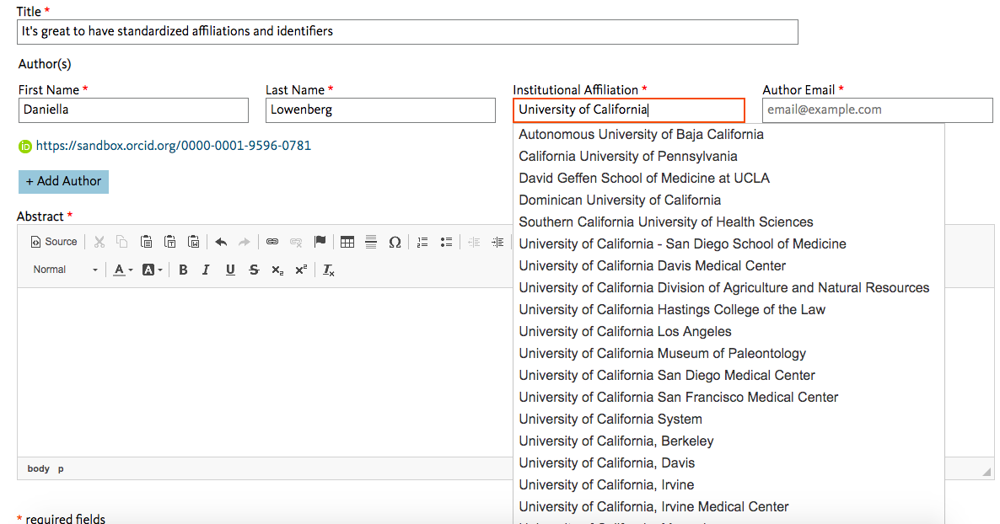 Title *
It's great to have standardized affiliations and identifiers
Author(s)
First Name * Last Name * Institutional Affiliation * Author Email *
Daniella Lowenberg University of California email@example.com
iD https://sandbox.orcid.org/0000-0001-9596-0781
+ Add Author
Abstract *
Source
Normal A A B I U S x₂ x² Tx
body p
* required fields
Autonomous University of Baja California
California University of Pennsylvania
David Geffen School of Medicine at UCLA
Dominican University of California
Southern California University of Health Sciences
University of California - San Diego School of Medicine
University of California Davis Medical Center
University of California Division of Agriculture and Natural Resources
University of California Hastings College of the Law
University of California Los Angeles
University of California Museum of Paleontology
University of California San Diego Medical Center
University of California San Francisco Medical Center
University of California System
University of California, Berkeley
University of California, Davis
University of California, Irvine
University of California, Irvine Medical Center